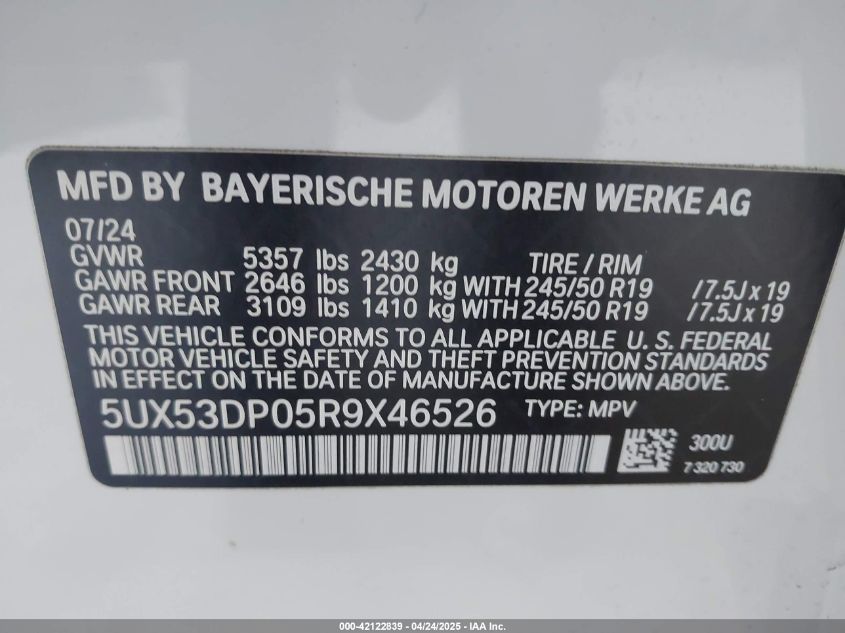 MFD BY BAYERISCHE MOTOREN WERKE AG
07/24
GVWR 5357 lbs 2430 kg TIRE / RIM
GAWR FRONT 2646 lbs 1200 kg WITH 245/50 R19 / 7.5J x 19
GAWR REAR 3109 lbs 1410 kg WITH 245/50 R19 / 7.5J x 19
THIS VEHICLE CONFORMS TO ALL APPLICABLE U. S. FEDERAL
MOTOR VEHICLE SAFETY AND THEFT PREVENTION STANDARDS
IN EFFECT ON THE DATE OF MANUFACTURE SHOWN ABOVE.
5UX53DP05R9X46526 TYPE: MPV
300U
7 320 730
000-42122839 - 04/24/2025 - IAA Inc.